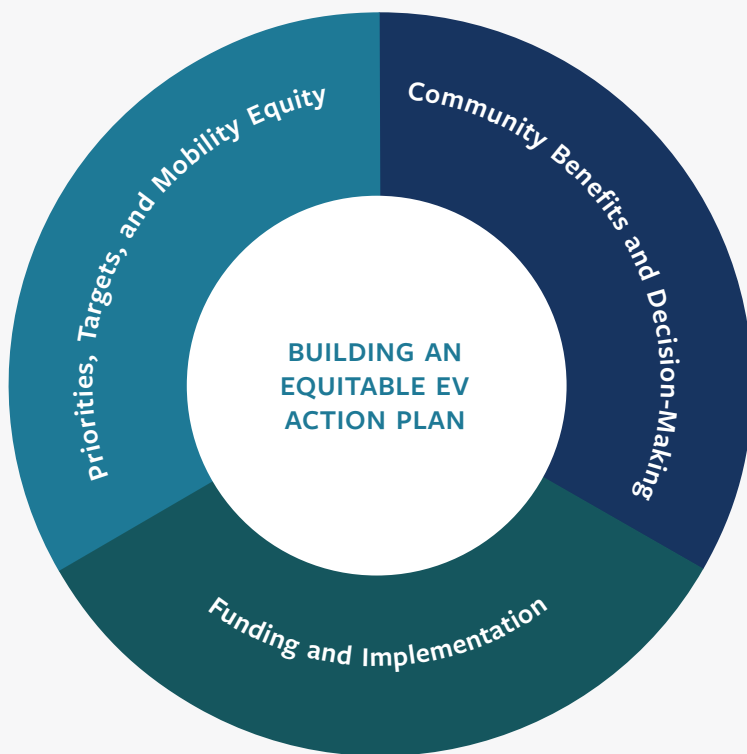 Priorities, Targets, and Mobility Equity
Community Benefits and Decision-Making
BUILDING AN
EQUITABLE EV
ACTION PLAN
Funding and Implementation